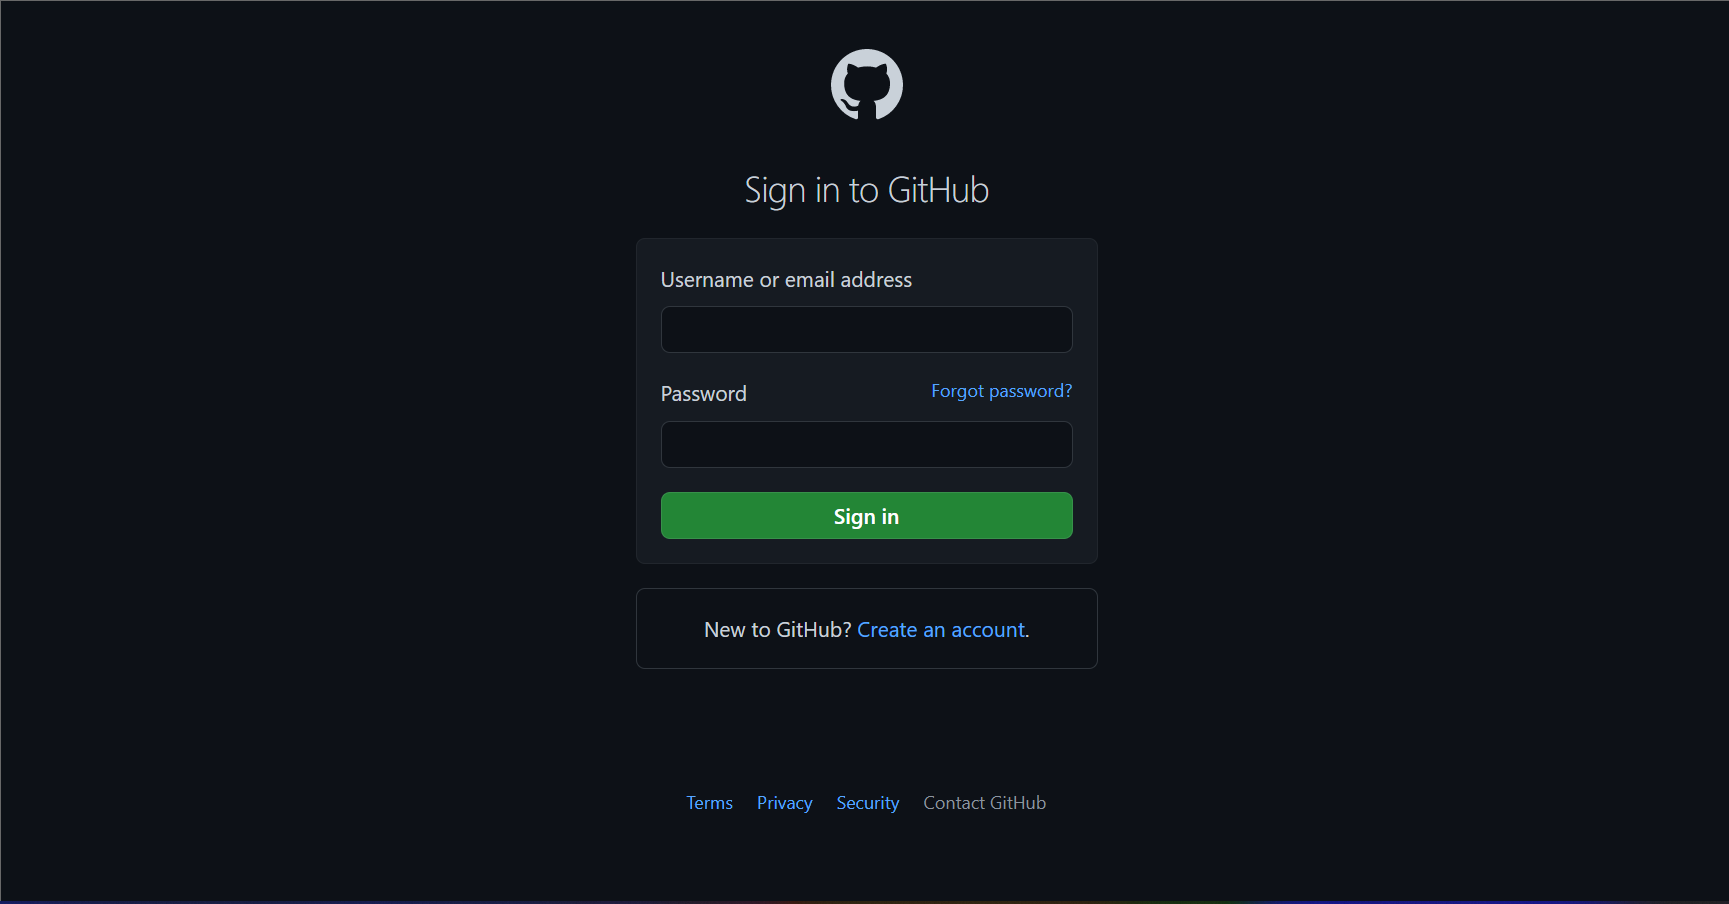 Sign in to GitHub
Username or email address
Password
Forgot password?
Sign in
New to GitHub? Create an account.
Terms Privacy Security Contact GitHub